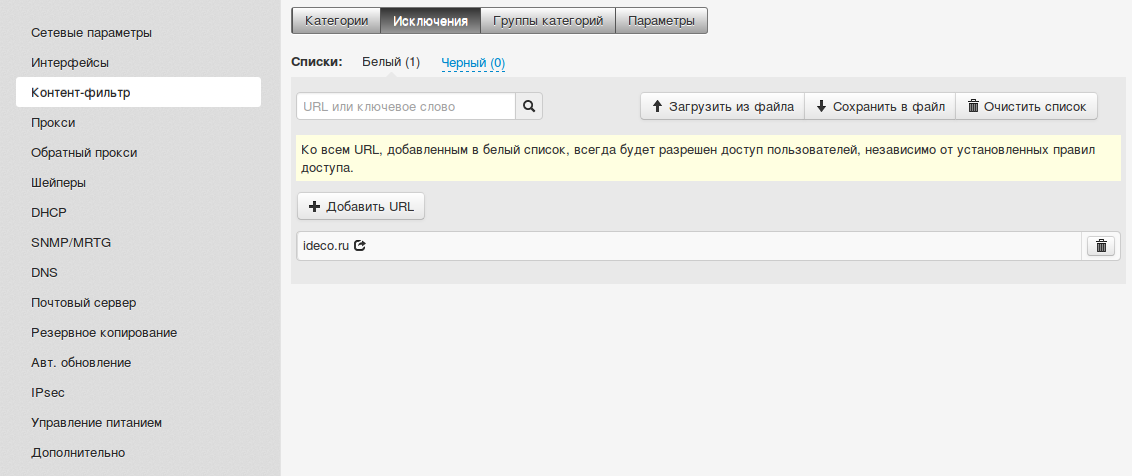 Сетевые параметры
Интерфейсы
Контент-фильтр
Прокси
Обратный прокси
Шейперы
DHCP
SNMP/MRTG
DNS
Почтовый сервер
Резервное копирование
Авт. обновление
IPsec
Управление питанием
Дополнительно
Категории Исключения Группы категорий Параметры
Списки: Белый (1) Черный (0)
URL или ключевое слово Загрузить из файла Сохранить в файл Очистить список
Ко всем URL, добавленным в белый список, всегда будет разрешен доступ пользователей, независимо от установленных правил
доступа.
Добавить URL
ideco.ru